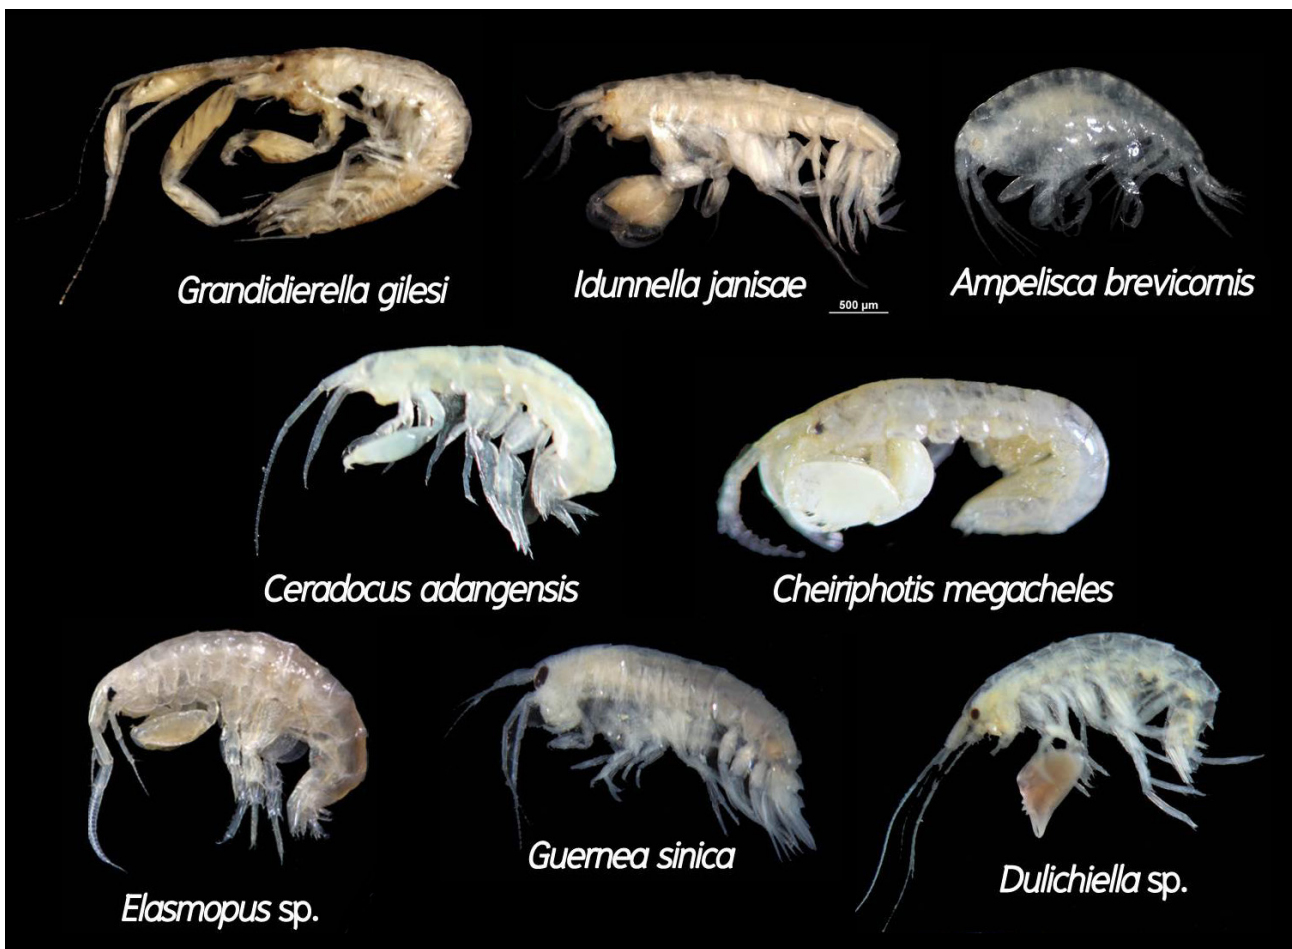 Grandidierella gilesi
Idunnella janisae
Ampelisca brevicornis
500 µm
Ceradocus adangensis
Cheiriphotis megacheles
Elasmopus sp.
Guernea sinica
Dulichiella sp.